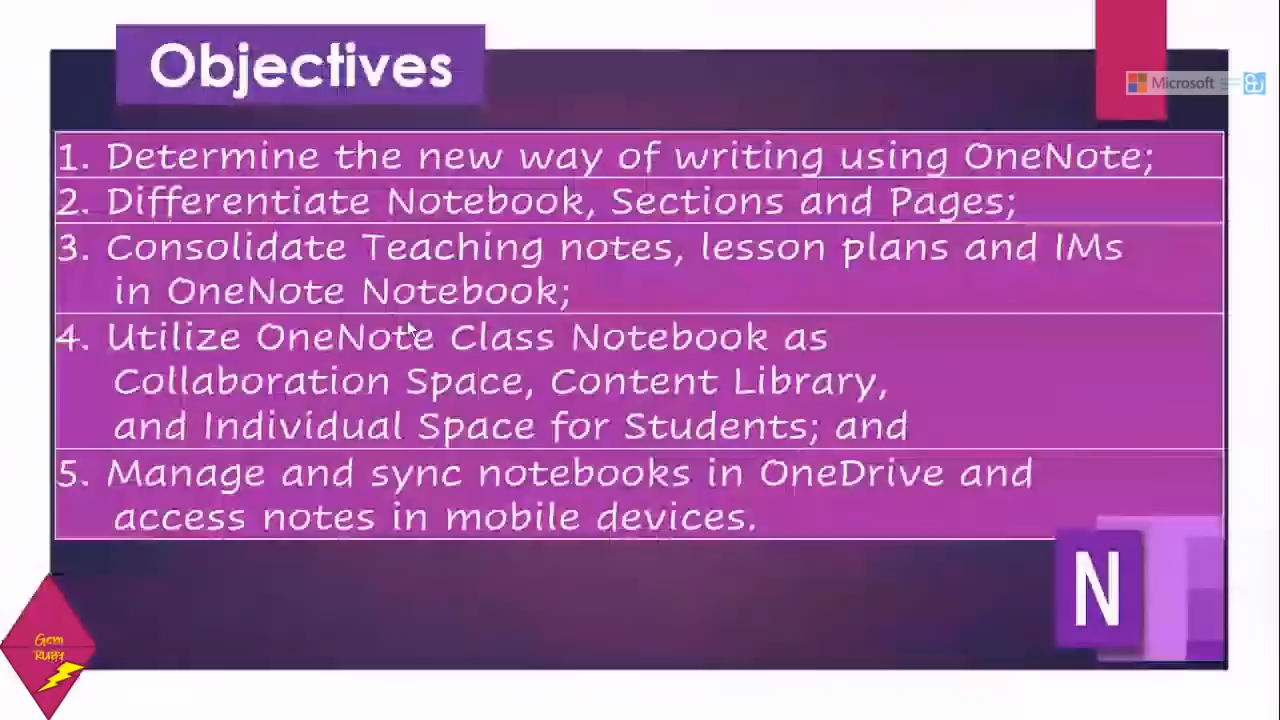 Objectives
Microsoft
1. Determine the new way of writing using OneNote;
2. Differentiate Notebook, Sections and Pages;
3. Consolidate Teaching notes, lesson plans and IMs
in OneNote Notebook;
4. Utilize OneNote Class Notebook as
Collaboration Space, Content Library,
and Individual Space for Students; and
5. Manage and sync notebooks in OneDrive and
access notes in mobile devices.
N
Gem
RUBY